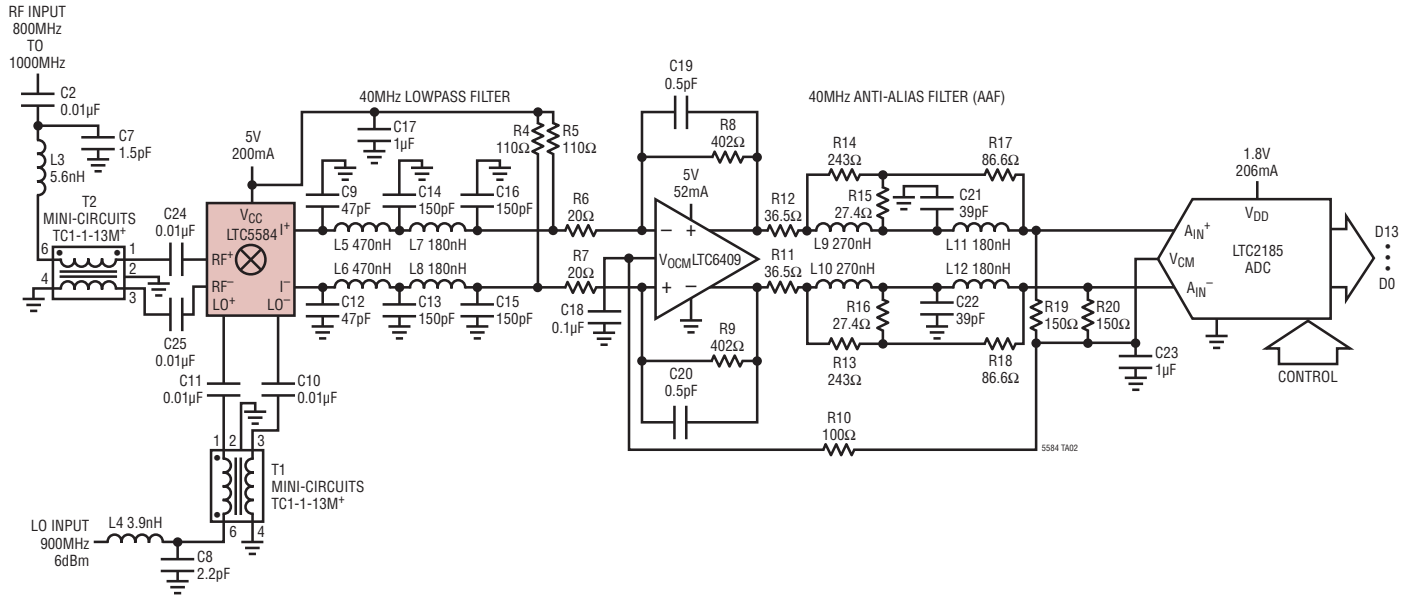 RF INPUT
800MHz
TO
1000MHz
C2
0.01µF
C7
1.5pF
L3
5.6nH
T2
MINI-CIRCUITS
TC1-1-13M+
6
4
1
2
3
C24
0.01µF
C25
0.01µF
5V
200mA
VCC
LTC5584
I+
RF+
RF−
I−
LO+
LO−
C11
0.01µF
C10
0.01µF
1
2
3
T1
MINI-CIRCUITS
TC1-1-13M+
6
4
LO INPUT
900MHz
6dBm
L4 3.9nH
C8
2.2pF
40MHz LOWPASS FILTER
C17
1µF
R4
110Ω
R5
110Ω
C9
47pF
C14
150pF
C16
150pF
L5 470nH
L7 180nH
L6 470nH
L8 180nH
C12
47pF
C13
150pF
C15
150pF
R6
20Ω
R7
20Ω
C18
0.1µF
C19
0.5pF
R8
402Ω
5V
52mA
−
+
VOCM
LTC6409
+
−
R9
402Ω
C20
0.5pF
40MHz ANTI-ALIAS FILTER (AAF)
R12
36.5Ω
R11
36.5Ω
R14
243Ω
R17
86.6Ω
R15
27.4Ω
C21
39pF
L9 270nH
L11 180nH
L10 270nH
L12 180nH
R16
27.4Ω
C22
39pF
R13
243Ω
R18
86.6Ω
R10
100Ω
R19
150Ω
R20
150Ω
C23
1µF
1.8V
206mA
VDD
AIN+
VCM
AIN−
LTC2185
ADC
D13
•
•
•
D0
CONTROL
5584 TA02